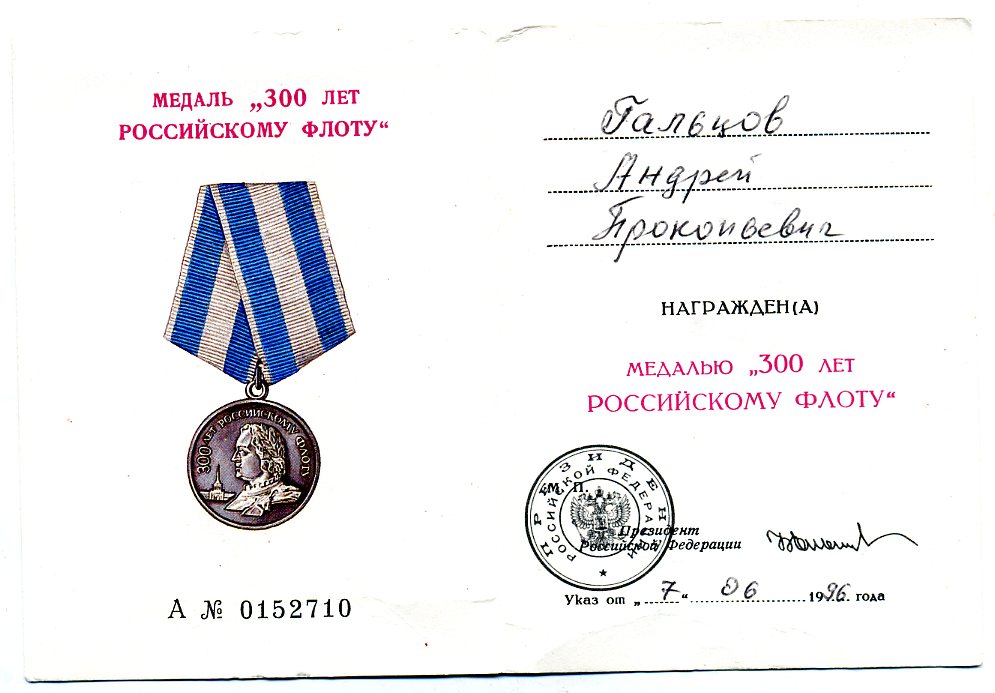 МЕДАЛЬ „300 ЛЕТ
РОССИЙСКОМУ ФЛОТУ“
300 ЛЕТ РОССИЙСКОМУ ФЛОТУ
А № 0152710
Гальцов
Андрей
Прокопьевич
НАГРАЖДЕН(А)
МЕДАЛЬЮ „300 ЛЕТ
РОССИЙСКОМУ ФЛОТУ“
ПРЕЗИДЕНТ
РОССИЙСКОЙ ФЕДЕРАЦИИ
М. П.
Президент
Российской Федерации
Указ от „7“ 06 1996. года